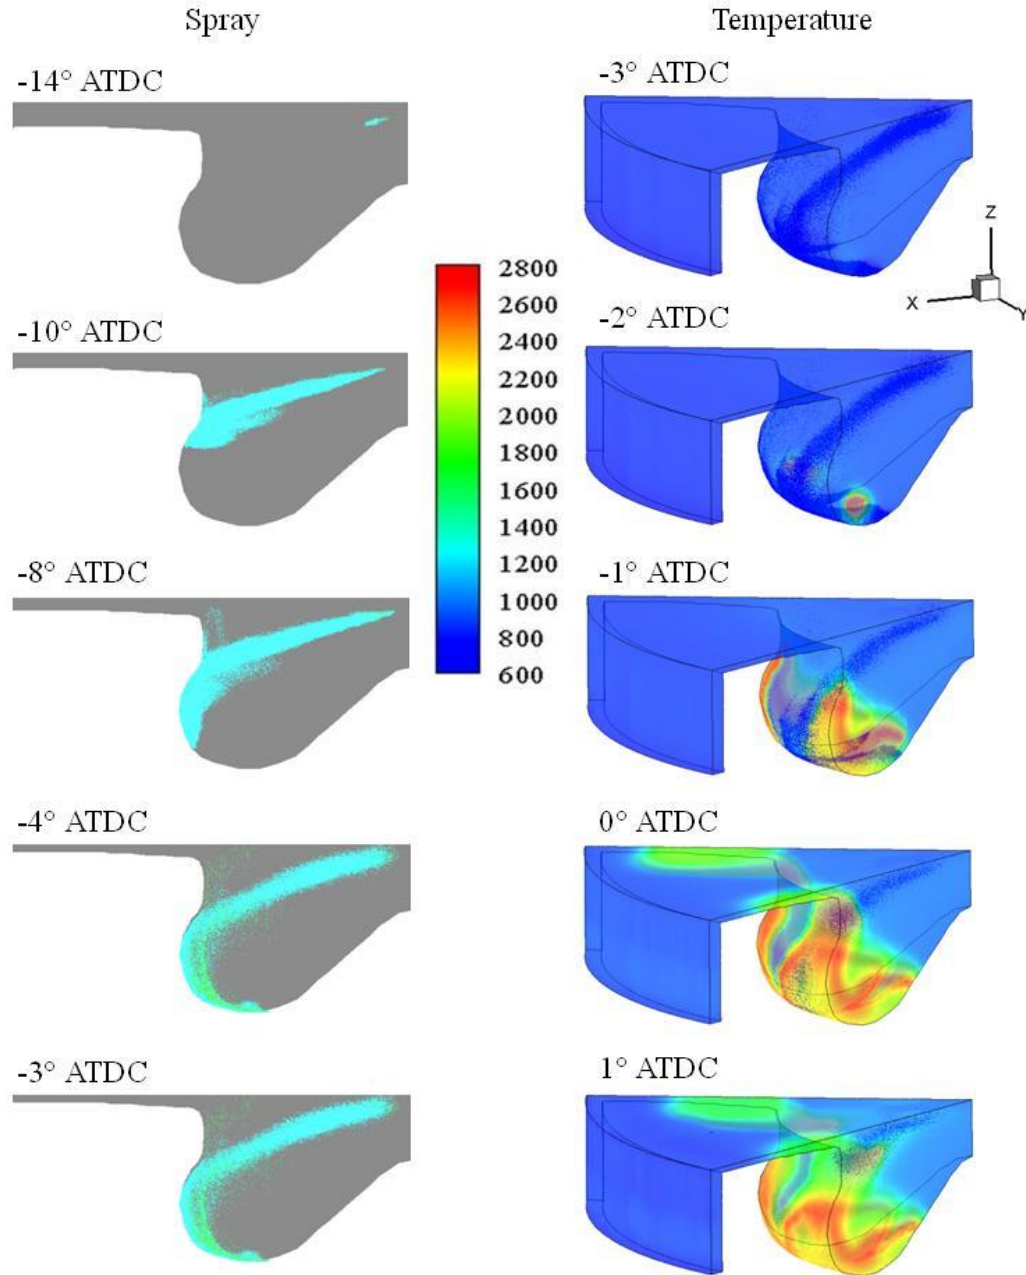 Spray
Temperature
-14° ATDC
-3° ATDC
Z
X
Y
2800
2600
2400
2200
2000
1800
1600
1400
1200
1000
800
600
-10° ATDC
-2° ATDC
-8° ATDC
-1° ATDC
-4° ATDC
0° ATDC
-3° ATDC
1° ATDC